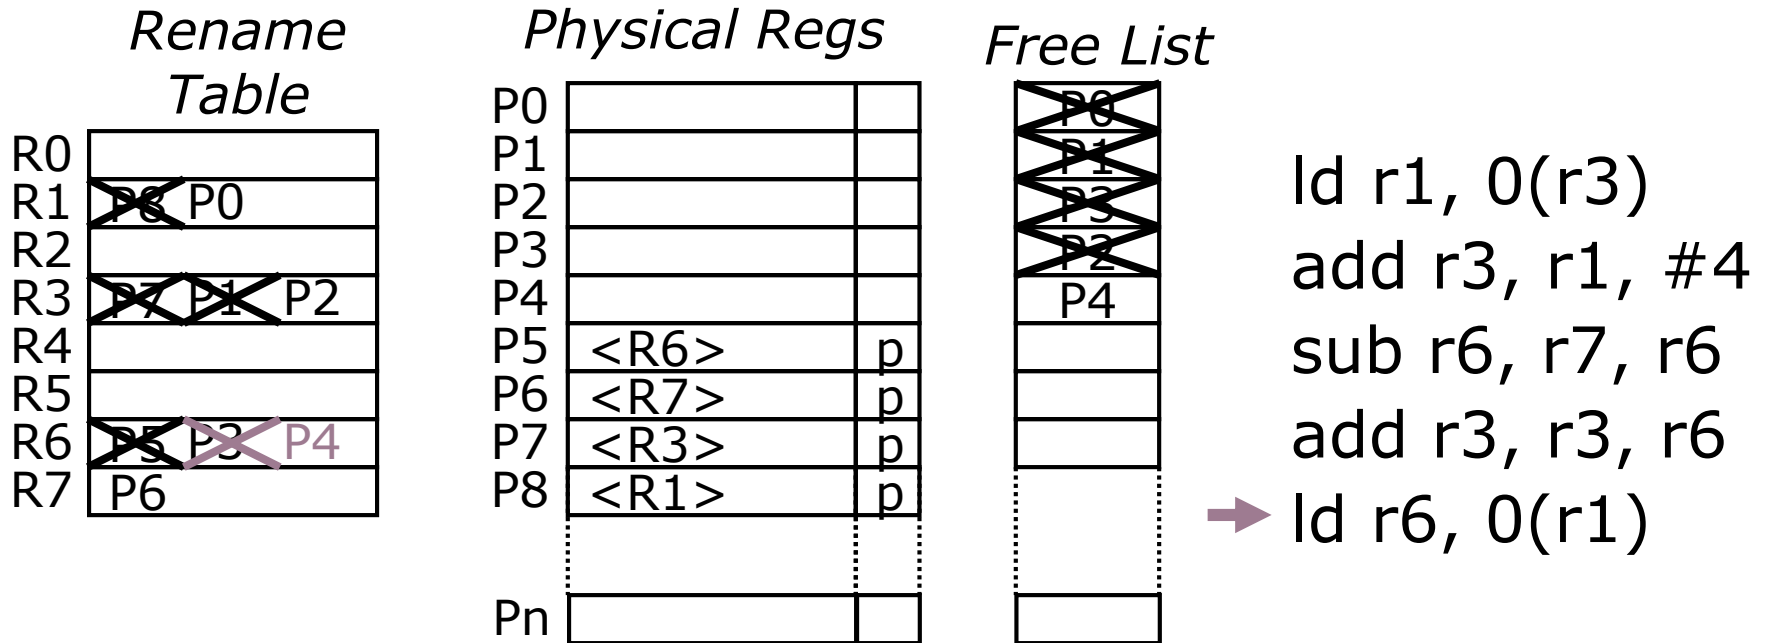 Rename
Table
R0
R1 P8 P0
R2
R3 P7 P1 P2
R4
R5
R6 P5 P3 P4
R7 P6
Physical Regs
P0
P1
P2
P3
P4
P5 <R6> p
P6 <R7> p
P7 <R3> p
P8 <R1> p
Pn
Free List
P0
P1
P3
P2
P4
ld r1, 0(r3)
add r3, r1, #4
sub r6, r7, r6
add r3, r3, r6
ld r6, 0(r1)